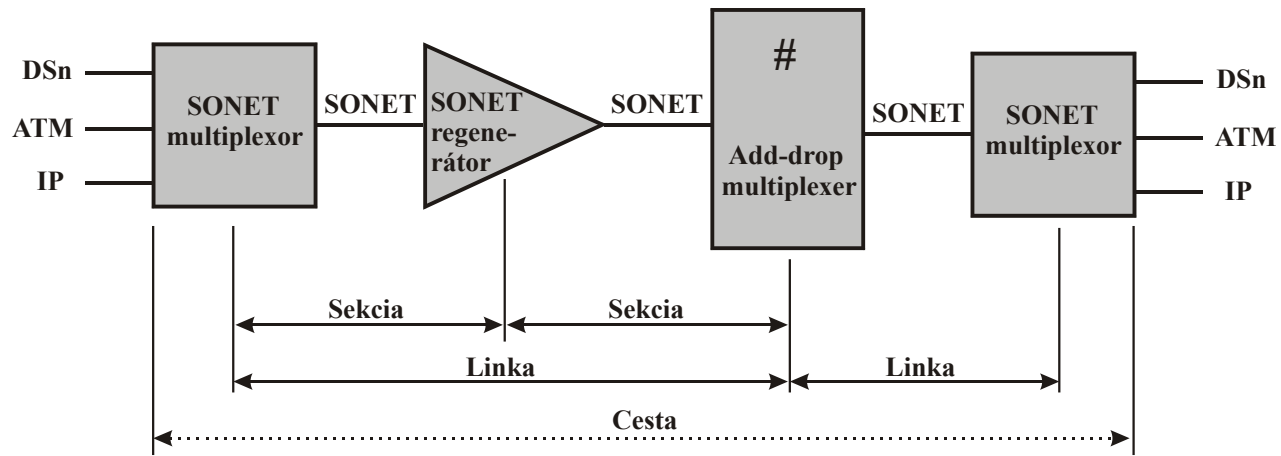 DSn
ATM
IP
SONET
multiplexor
SONET
SONET
regene-
rátor
SONET
#
Add-drop
multiplexer
SONET
SONET
multiplexor
DSn
ATM
IP
Sekcia
Sekcia
Linka
Linka
Cesta